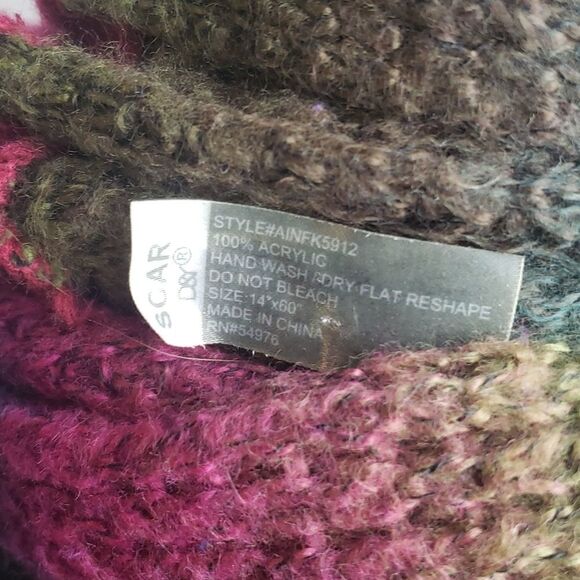 SCAR
D&Y®
STYLE#AINFK5912
100% ACRYLIC
HAND WASH /DRY FLAT RESHAPE
DO NOT BLEACH
SIZE:14"x60"
MADE IN CHINA
RN#54976